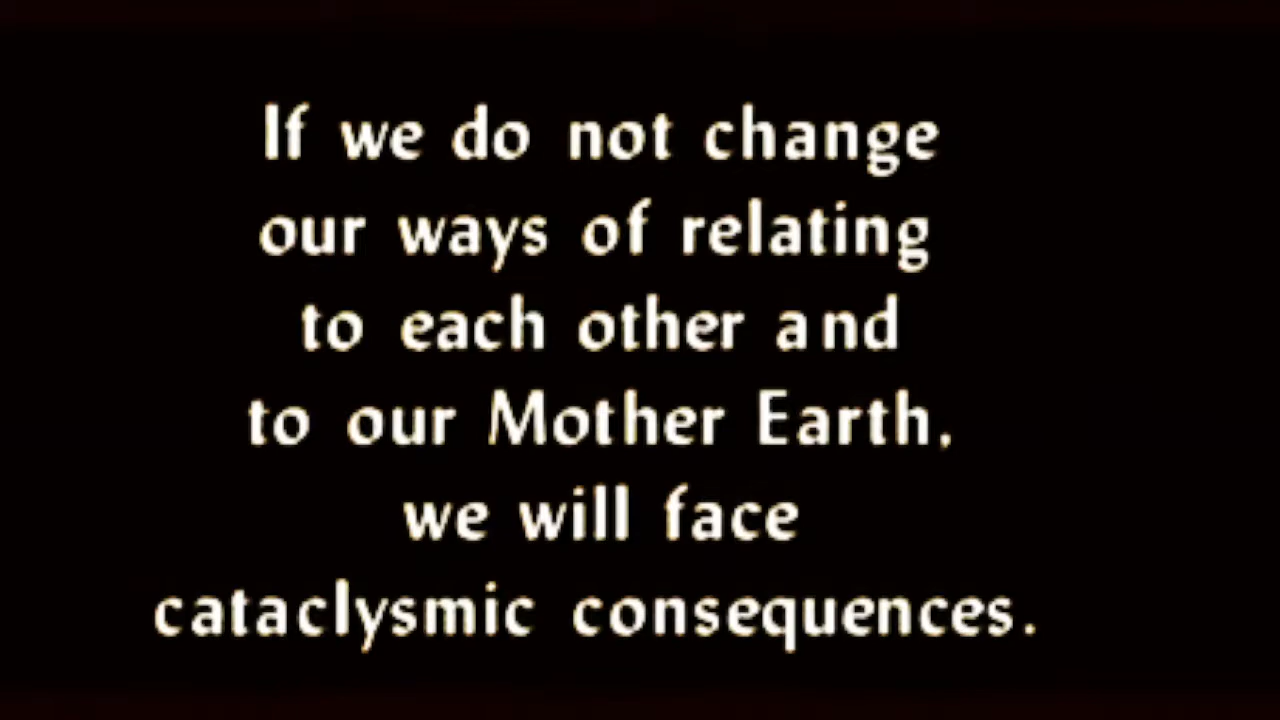 If we do not change
our ways of relating
to each other and
to our Mother Earth,
we will face
cataclysmic consequences.